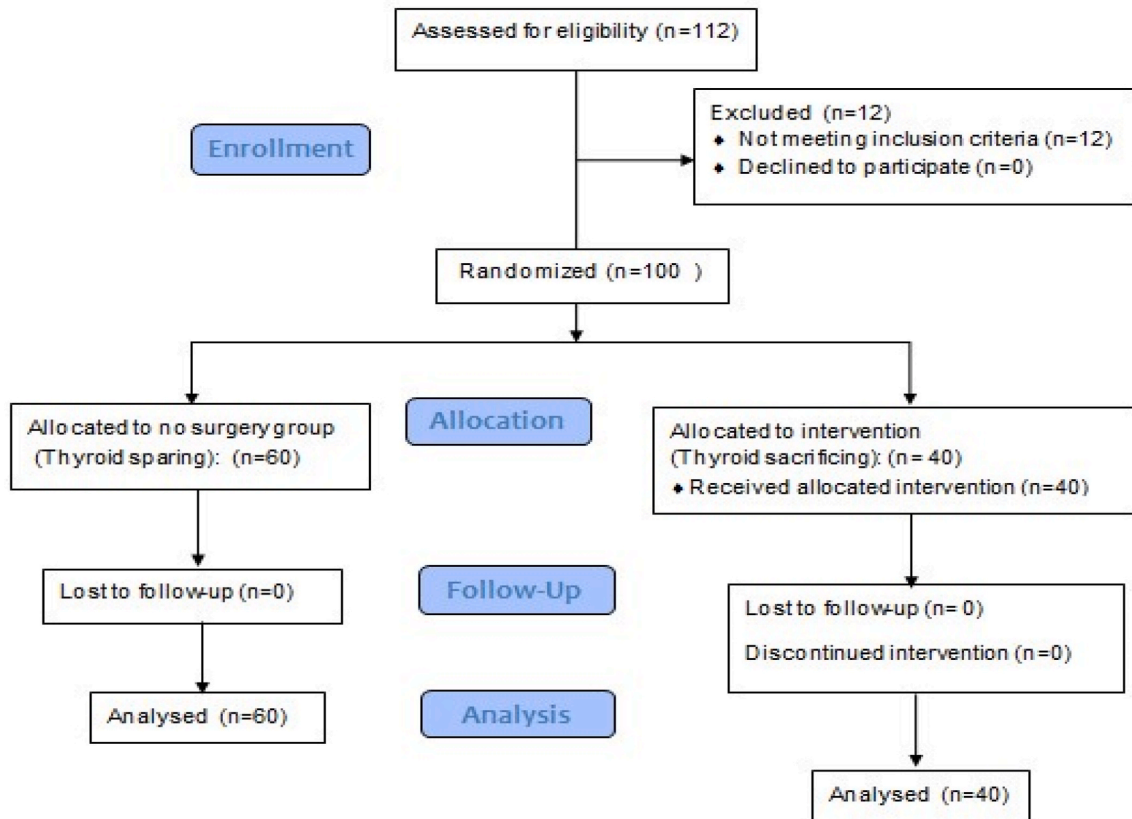 Assessed for eligibility (n=112)
Excluded (n=12)
♦ Not meeting inclusion criteria (n=12)
♦ Declined to participate (n=0)
Enrollment
Randomized (n=100 )
Allocation
Allocated to no surgery group
(Thyroid sparing): (n=60)
Allocated to intervention
(Thyroid sacrificing): (n= 40)
♦ Received allocated intervention (n=40)
Follow-Up
Lost to follow-up (n=0)
Lost to follow-up (n= 0)
Discontinued intervention (n=0)
Analysis
Analysed (n=60)
Analysed (n=40)